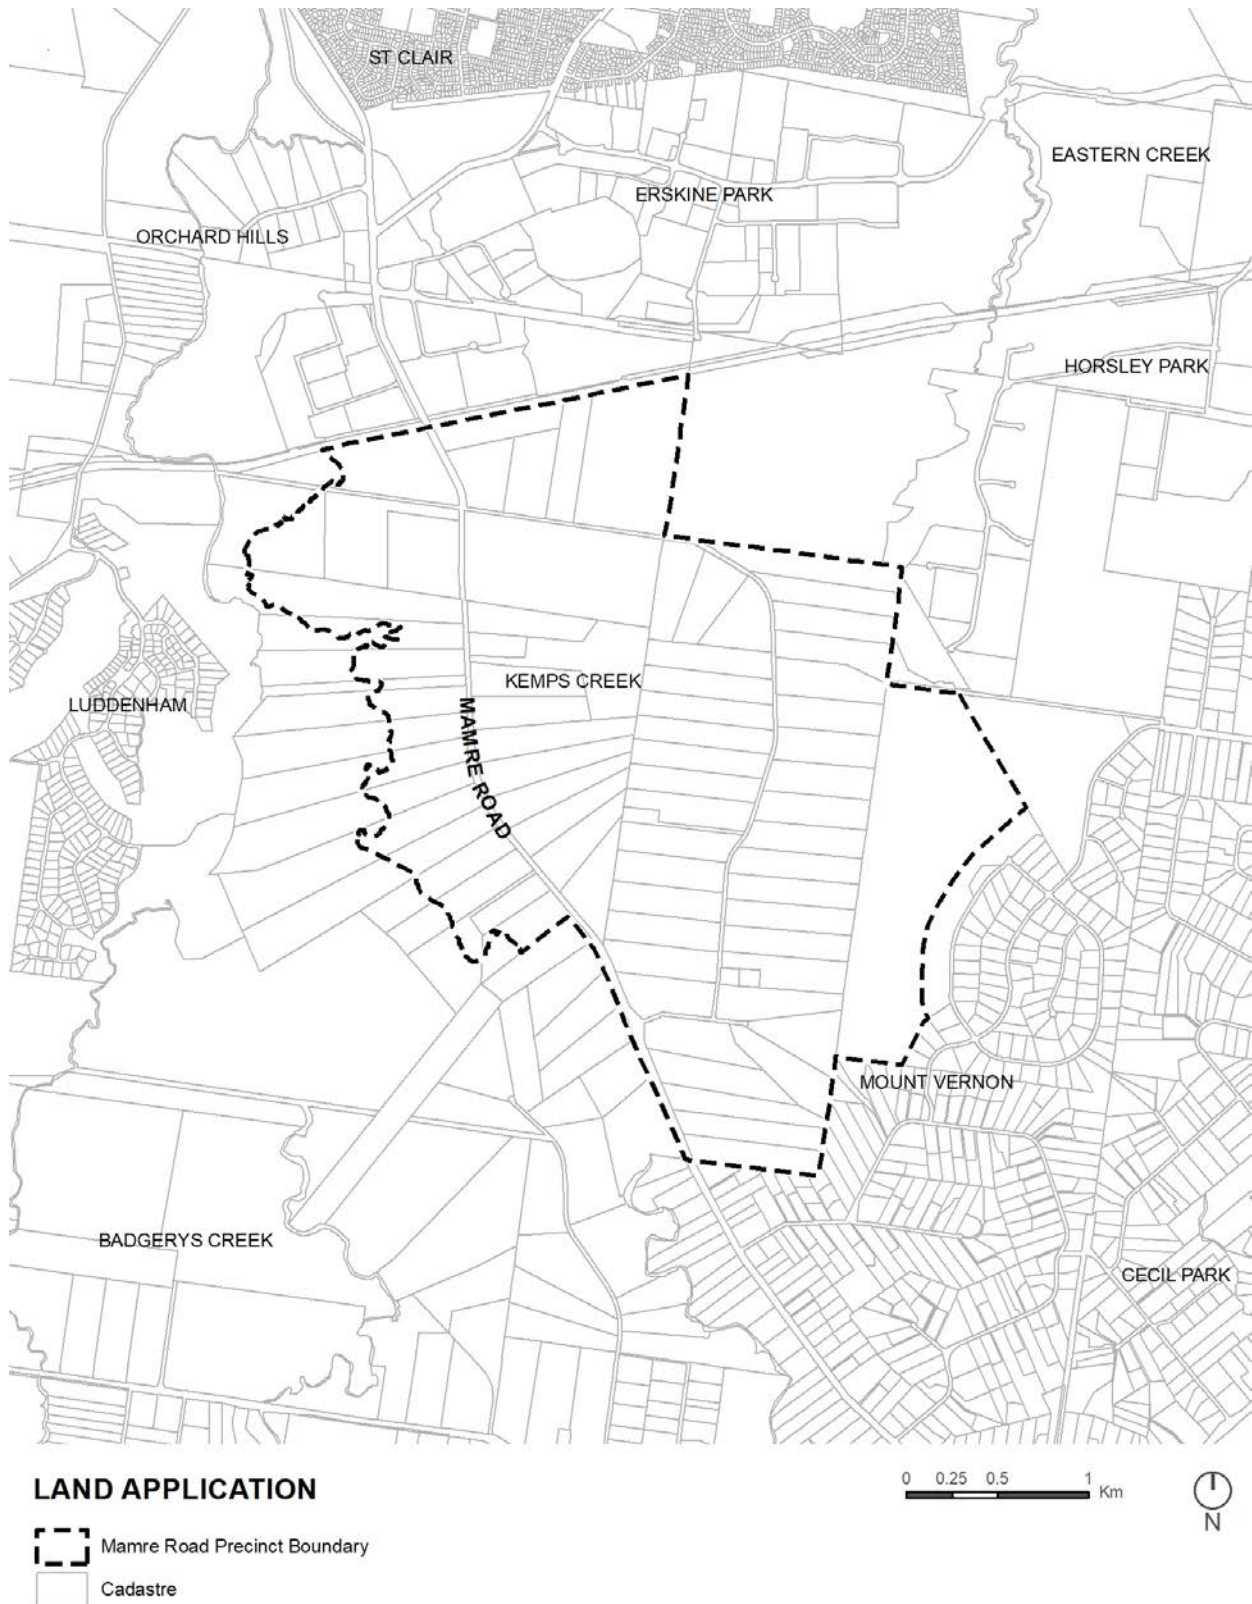 ST CLAIR
EASTERN CREEK
ERSKINE PARK
ORCHARD HILLS
HORSLEY PARK
KEMPS CREEK
LUDDENHAM
MAMRE ROAD
MOUNT VERNON
BADGERYS CREEK
CECIL PARK
LAND APPLICATION
0 0.25 0.5 1
Km
N
Mamre Road Precinct Boundary
Cadastre